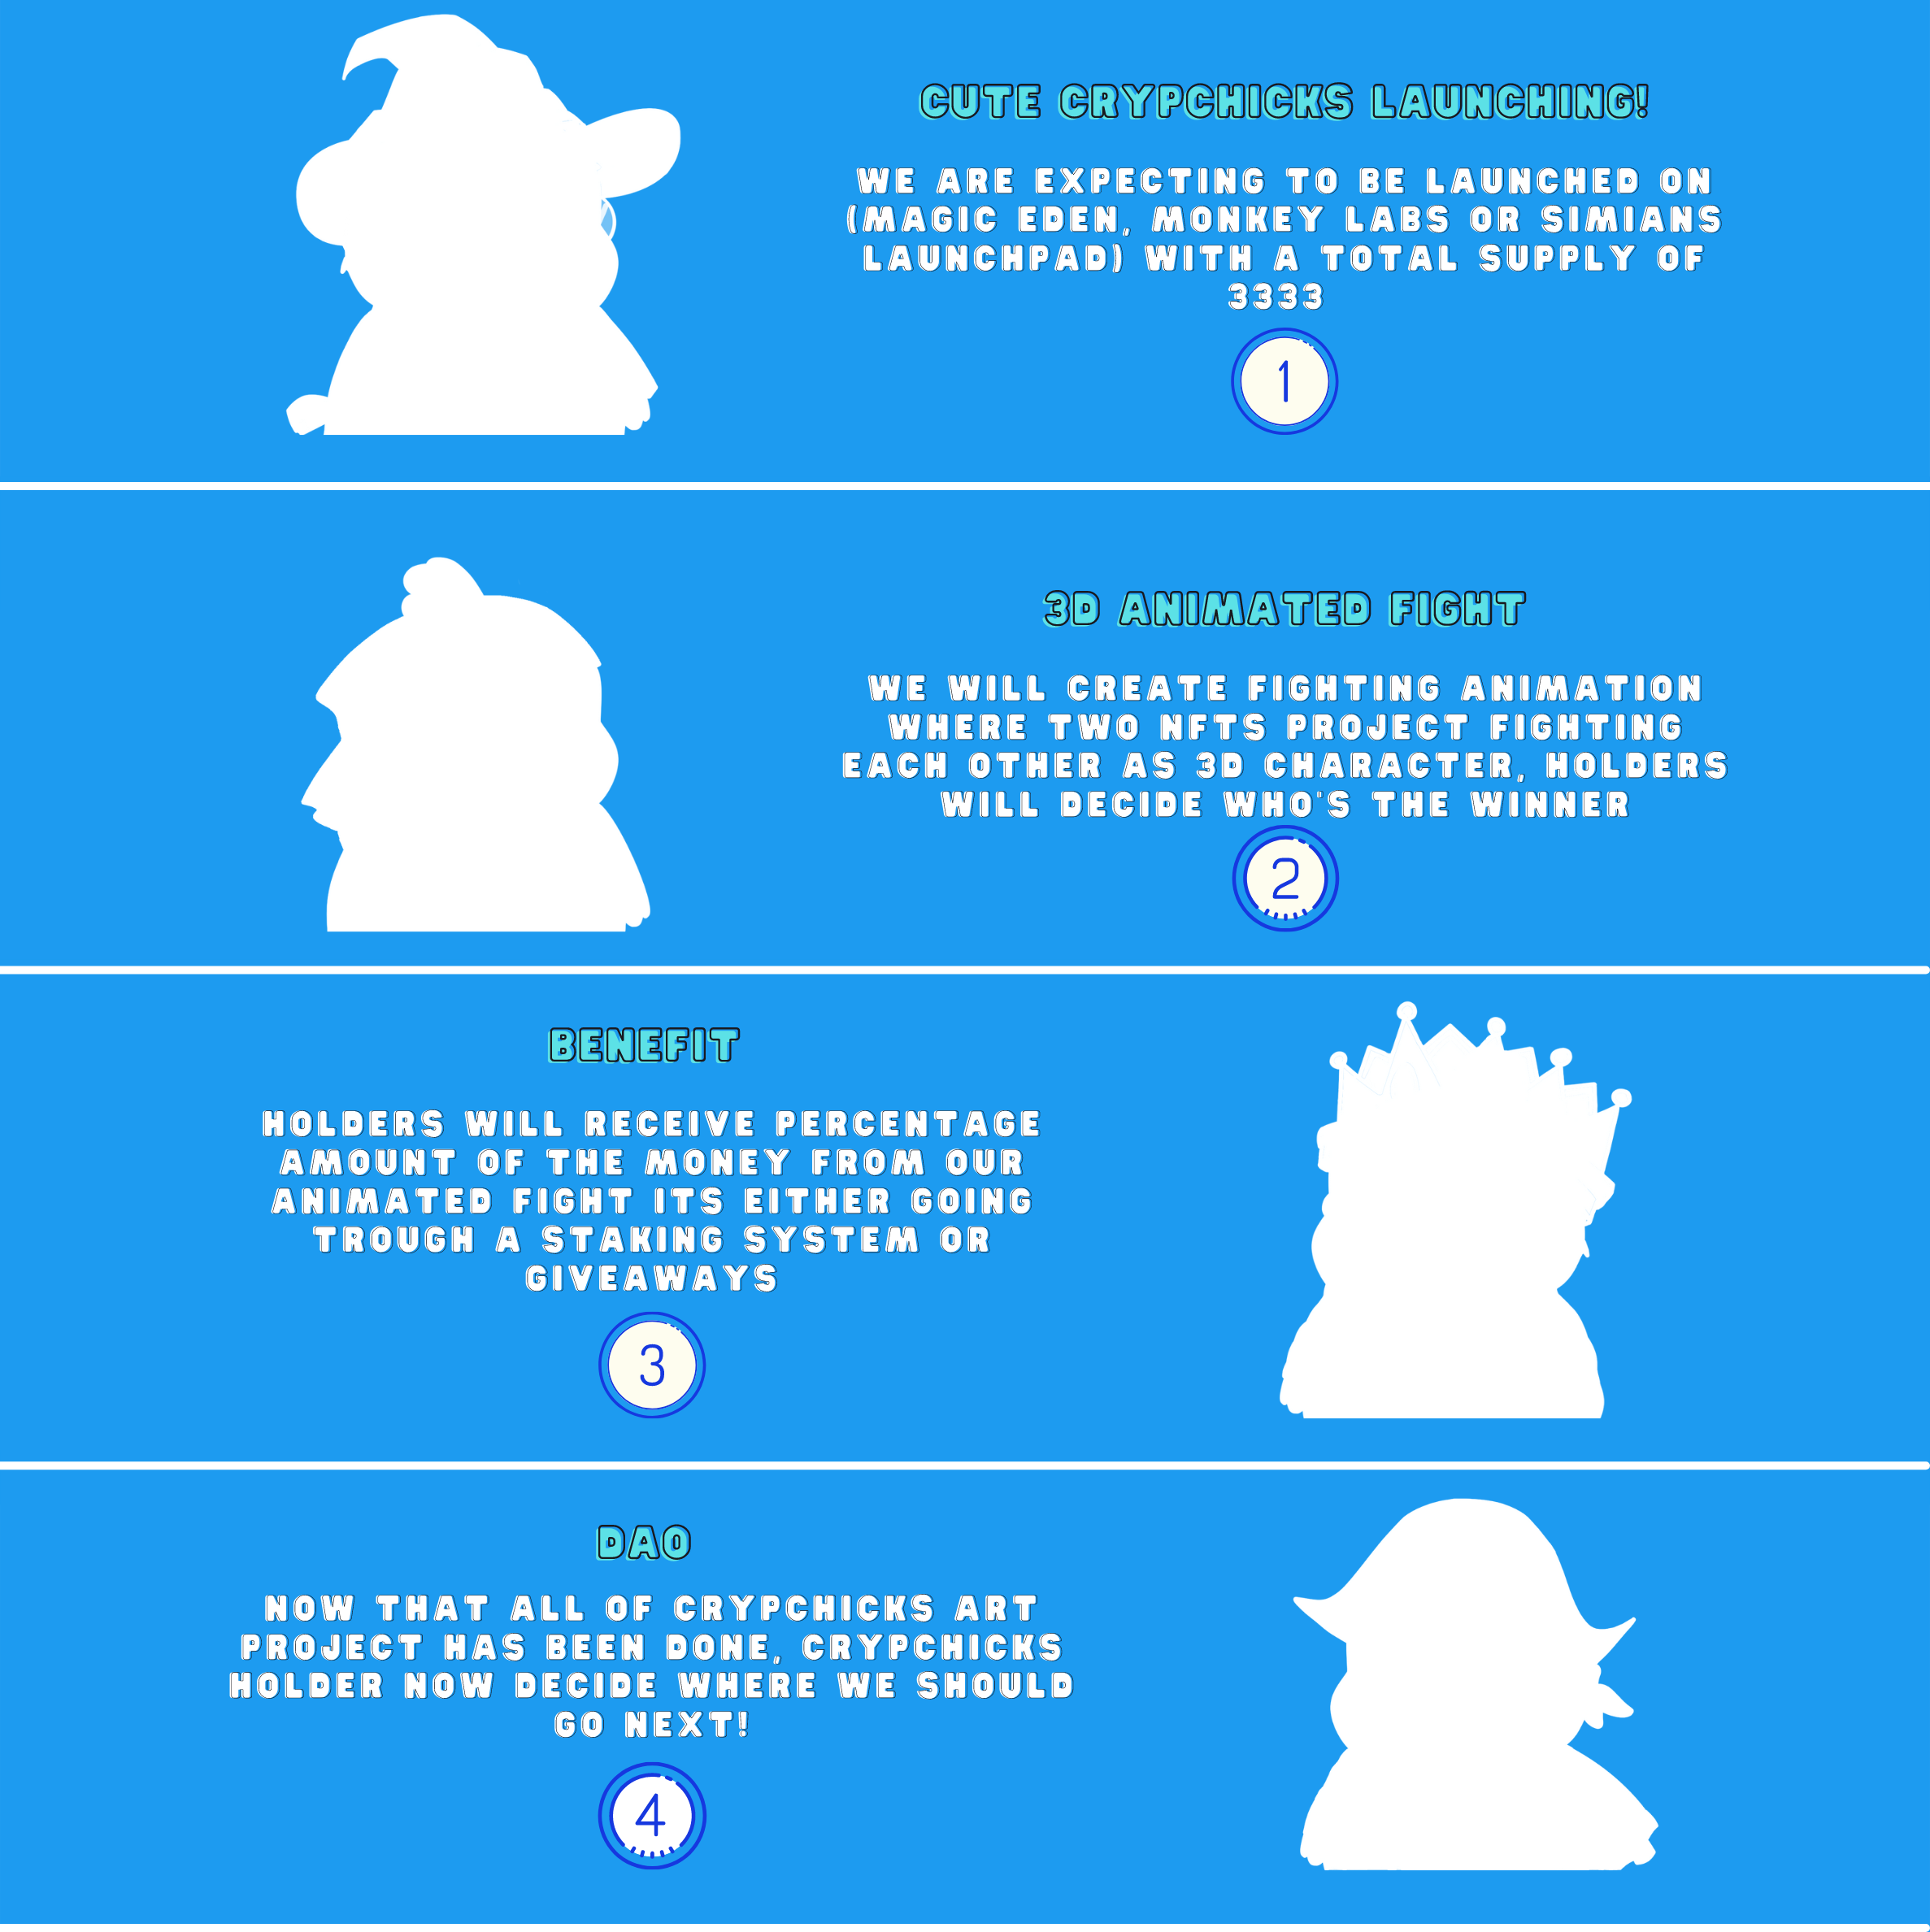 CUTE CRYPCHICKS LAUNCHING!
WE ARE EXPECTING TO BE LAUNCHED ON
(MAGIC EDEN, MONKEY LABS OR SIMIANS
LAUNCHPAD) WITH A TOTAL SUPPLY OF
3333
1
3D ANIMATED FIGHT
WE WILL CREATE FIGHTING ANIMATION
WHERE TWO NFTS PROJECT FIGHTING
EACH OTHER AS 3D CHARACTER, HOLDERS
WILL DECIDE WHO'S THE WINNER
2
BENEFIT
HOLDERS WILL RECEIVE PERCENTAGE
AMOUNT OF THE MONEY FROM OUR
ANIMATED FIGHT ITS EITHER GOING
TROUGH A STAKING SYSTEM OR
GIVEAWAYS
3
DAO
NOW THAT ALL OF CRYPCHICKS ART
PROJECT HAS BEEN DONE, CRYPCHICKS
HOLDER NOW DECIDE WHERE WE SHOULD
GO NEXT!
4